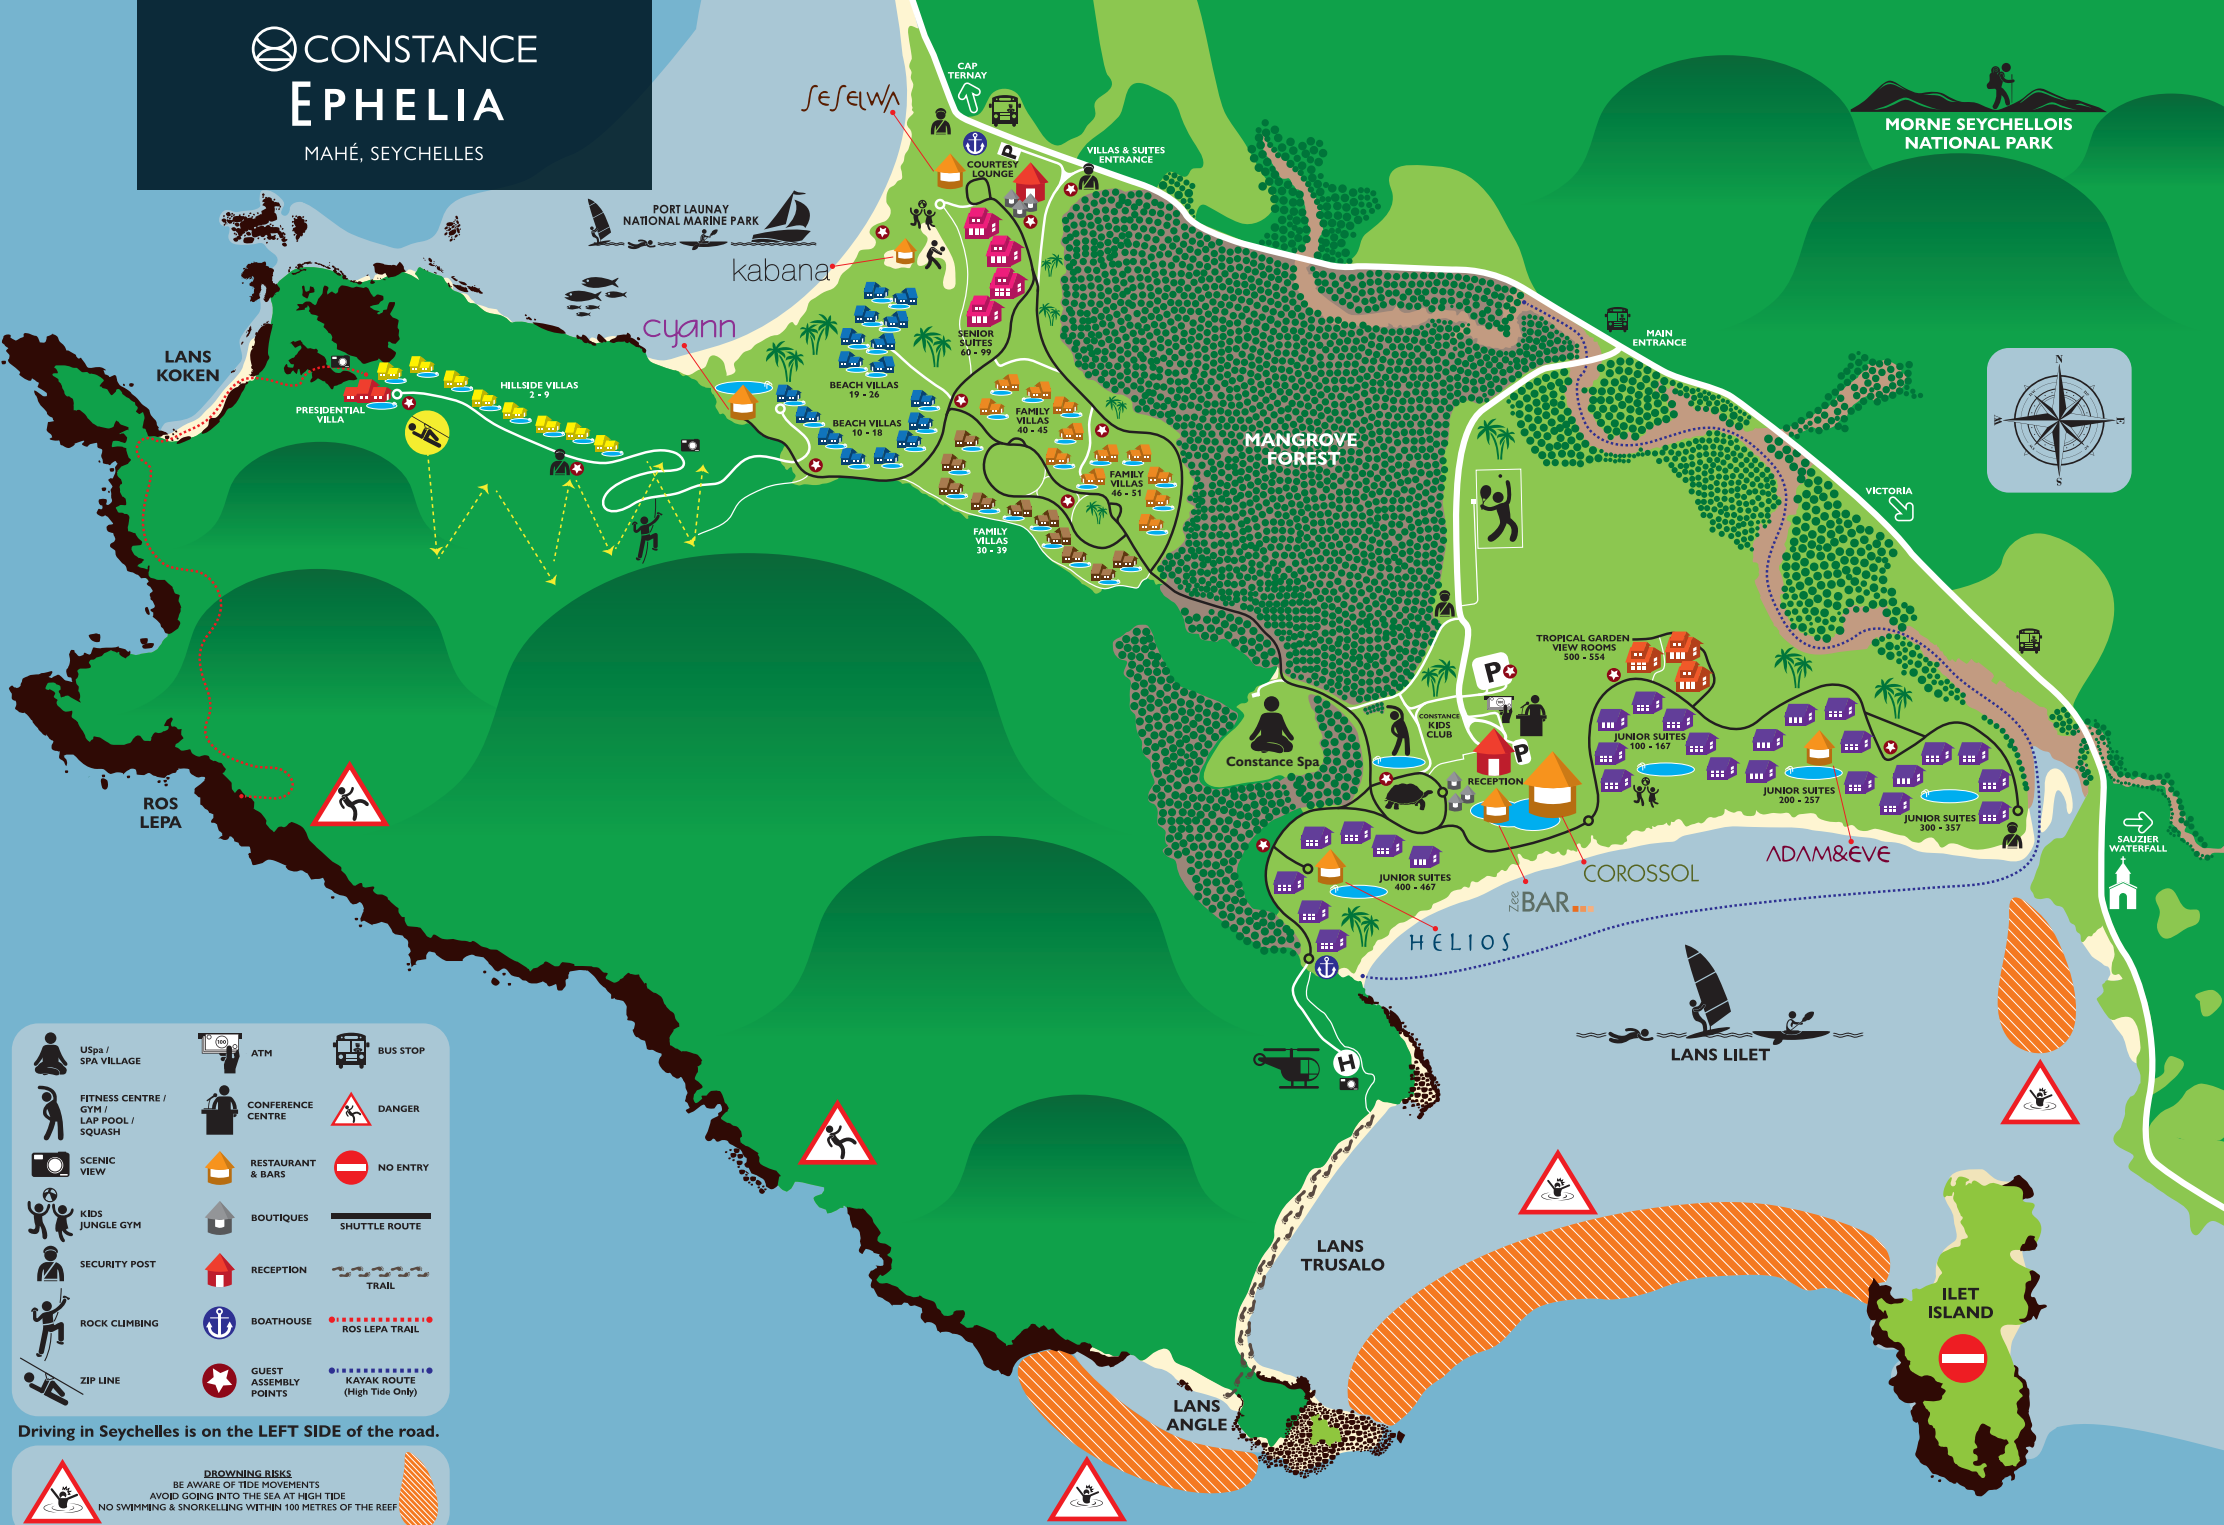 CONSTANCE
EPHELIA
MAHÉ, SEYCHELLES
SESELWA
CAP
TERNAY
P
COURTESY
LOUNGE
VILLAS & SUITES
ENTRANCE
MORNE SEYCHELLOIS
NATIONAL PARK
PORT LAUNAY
NATIONAL MARINE PARK
kabana
cyann
LANS
KOKEN
PRESIDENTIAL
VILLA
HILLSIDE VILLAS
2 - 9
SENIOR
SUITES
60 - 99
BEACH VILLAS
19 - 26
BEACH VILLAS
10 - 18
FAMILY
VILLAS
40 - 45
FAMILY
VILLAS
46 - 51
FAMILY
VILLAS
30 - 39
MANGROVE
FOREST
MAIN
ENTRANCE
N
W
E
S
VICTORIA
TROPICAL GARDEN
VIEW ROOMS
500 - 554
P
CONSTANCE
KIDS
CLUB
P
RECEPTION
Constance Spa
JUNIOR SUITES
100 - 167
JUNIOR SUITES
200 - 257
JUNIOR SUITES
300 - 357
JUNIOR SUITES
400 - 467
ADAM&EVE
COROSSOL
Zee
BAR
HELIOS
SAUZIER
WATERFALL
ROS
LEPA
H
LANS LILET
LANS
TRUSALO
LANS
ANGLE
ILET
ISLAND
USpa /
SPA VILLAGE
FITNESS CENTRE /
GYM /
LAP POOL /
SQUASH
SCENIC
VIEW
KIDS
JUNGLE GYM
SECURITY POST
ROCK CLIMBING
ZIP LINE
100
ATM
CONFERENCE
CENTRE
RESTAURANT
& BARS
BOUTIQUES
RECEPTION
BOATHOUSE
GUEST
ASSEMBLY
POINTS
BUS STOP
DANGER
NO ENTRY
SHUTTLE ROUTE
TRAIL
ROS LEPA TRAIL
KAYAK ROUTE
(High Tide Only)
Driving in Seychelles is on the LEFT SIDE of the road.
DROWNING RISKS
BE AWARE OF TIDE MOVEMENTS
AVOID GOING INTO THE SEA AT HIGH TIDE
NO SWIMMING & SNORKELLING WITHIN 100 METRES OF THE REEF